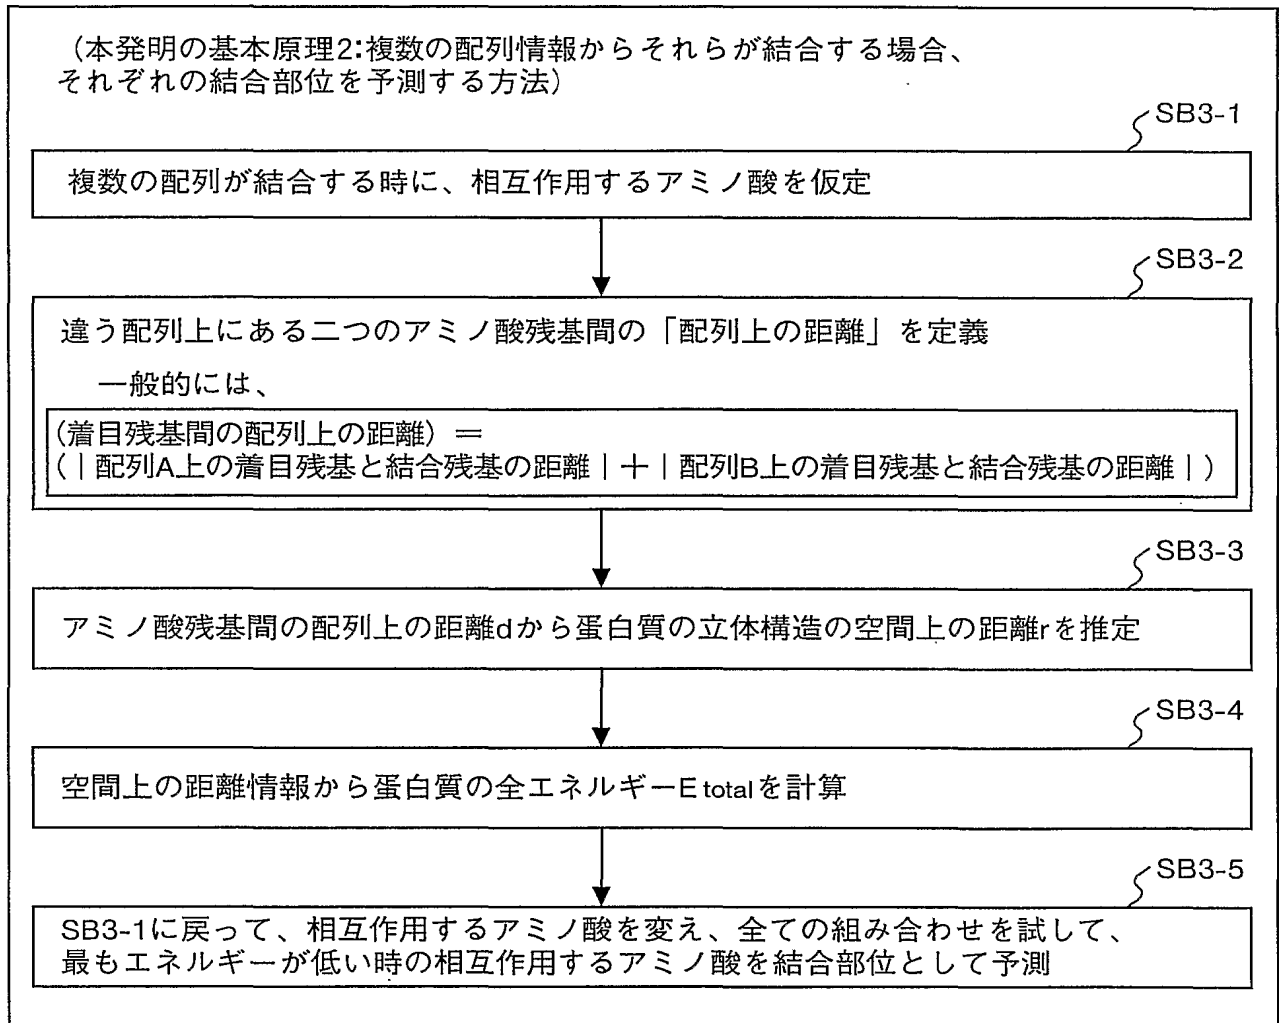 (本発明の基本原理2:複数の配列情報からそれらが結合する場合、
それぞれの結合部位を予測する方法)
SB3-1
複数の配列が結合する時に、相互作用するアミノ酸を仮定
SB3-2
違う配列上にある二つのアミノ酸残基間の「配列上の距離」を定義
一般的には、
(着目残基間の配列上の距離)=
(|配列A上の着目残基と結合残基の距離|+|配列B上の着目残基と結合残基の距離|)
SB3-3
アミノ酸残基間の配列上の距離dから蛋白質の立体構造の空間上の距離rを推定
SB3-4
空間上の距離情報から蛋白質の全エネルギーEtotalを計算
SB3-5
SB3-1に戻って、相互作用するアミノ酸を変え、全ての組み合わせを試して、
最もエネルギーが低い時の相互作用するアミノ酸を結合部位として予測